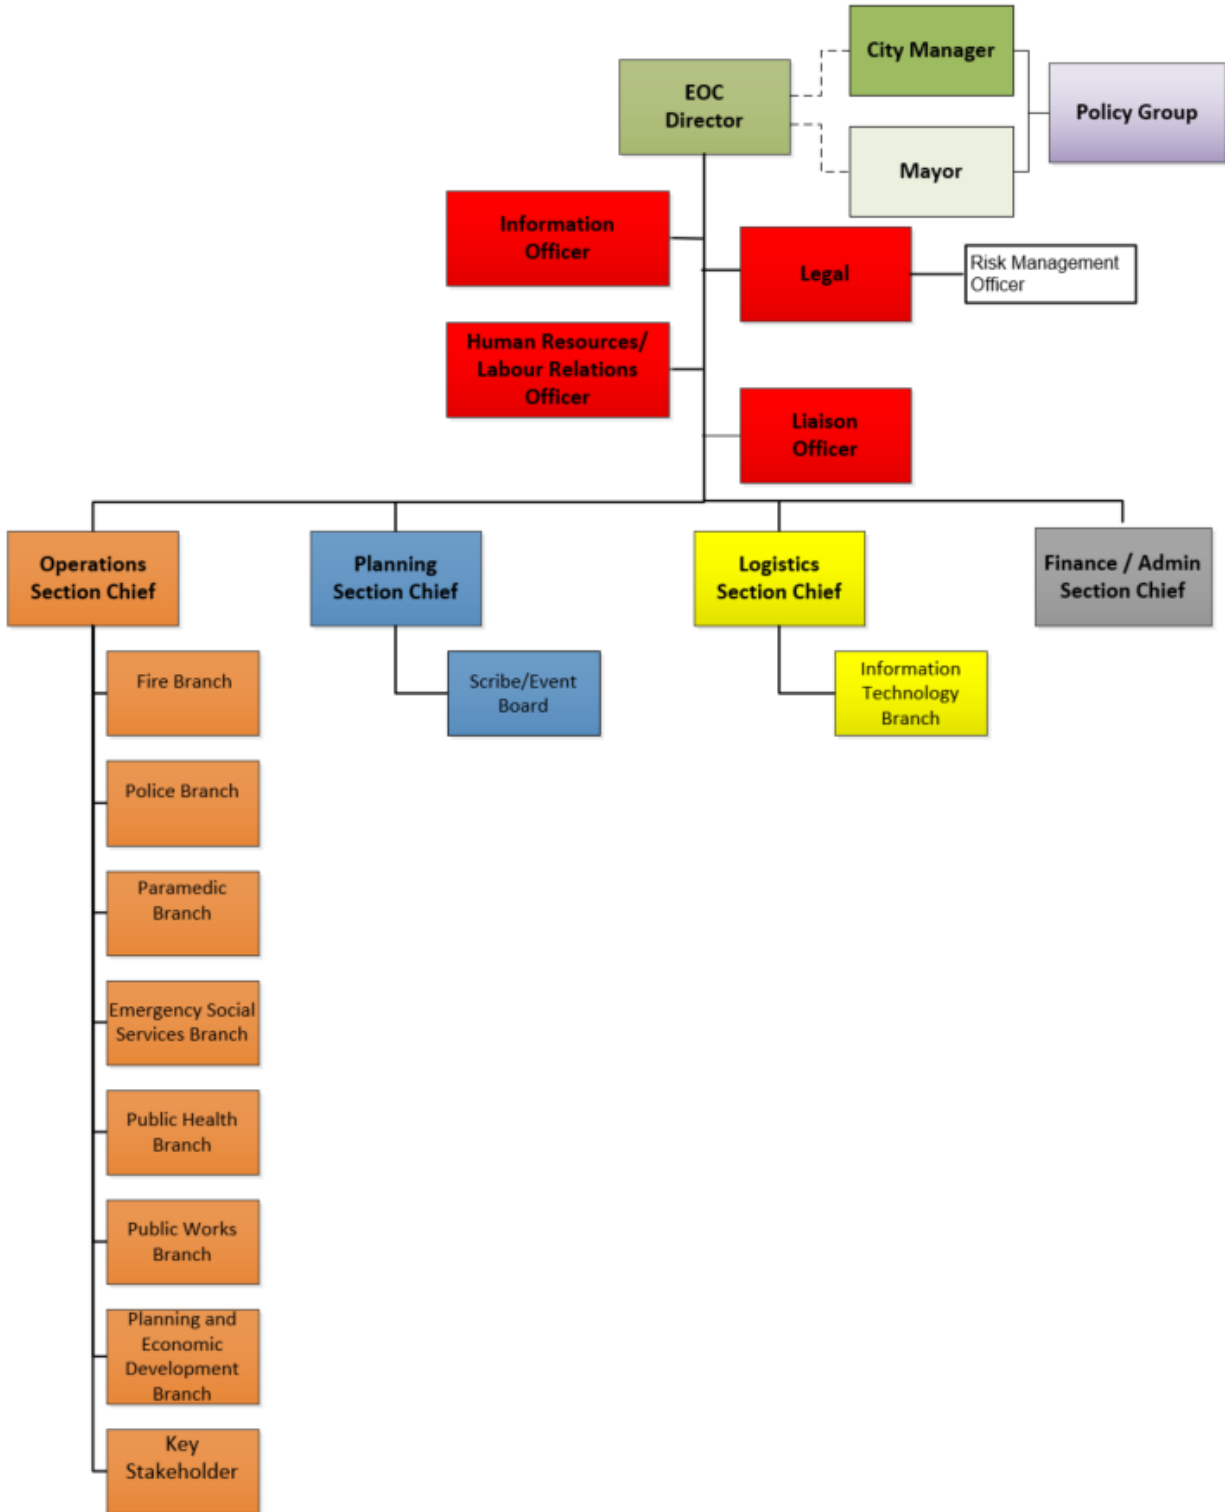 City Manager
EOC
Director
Policy Group
Mayor
Information
Officer
Legal
Risk Management
Officer
Human Resources/
Labour Relations
Officer
Liaison
Officer
Operations
Section Chief
Planning
Section Chief
Logistics
Section Chief
Finance / Admin
Section Chief
Fire Branch
Scribe/Event
Board
Information
Technology
Branch
Police Branch
Paramedic
Branch
Emergency Social
Services Branch
Public Health
Branch
Public Works
Branch
Planning and
Economic
Development
Branch
Key
Stakeholder